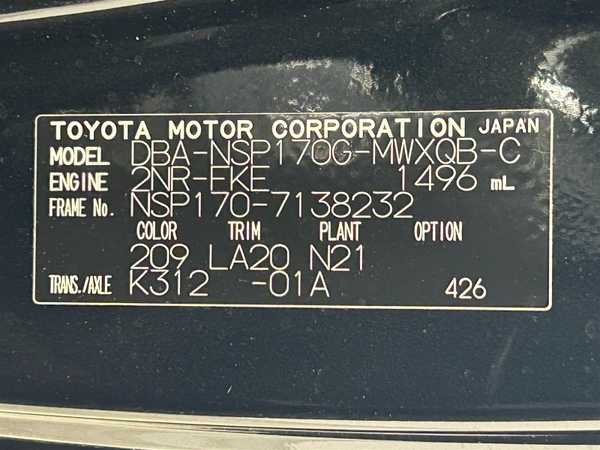 TOYOTA MOTOR CORPORATION JAPAN
MODEL DBA-NSP170G-MWXQB-C
ENGINE 2NR-FKE 1496 mL
FRAME No. NSP170-7138232
COLOR TRIM PLANT OPTION
209 LA20 N21
TRANS./AXLE K312 -01A 426